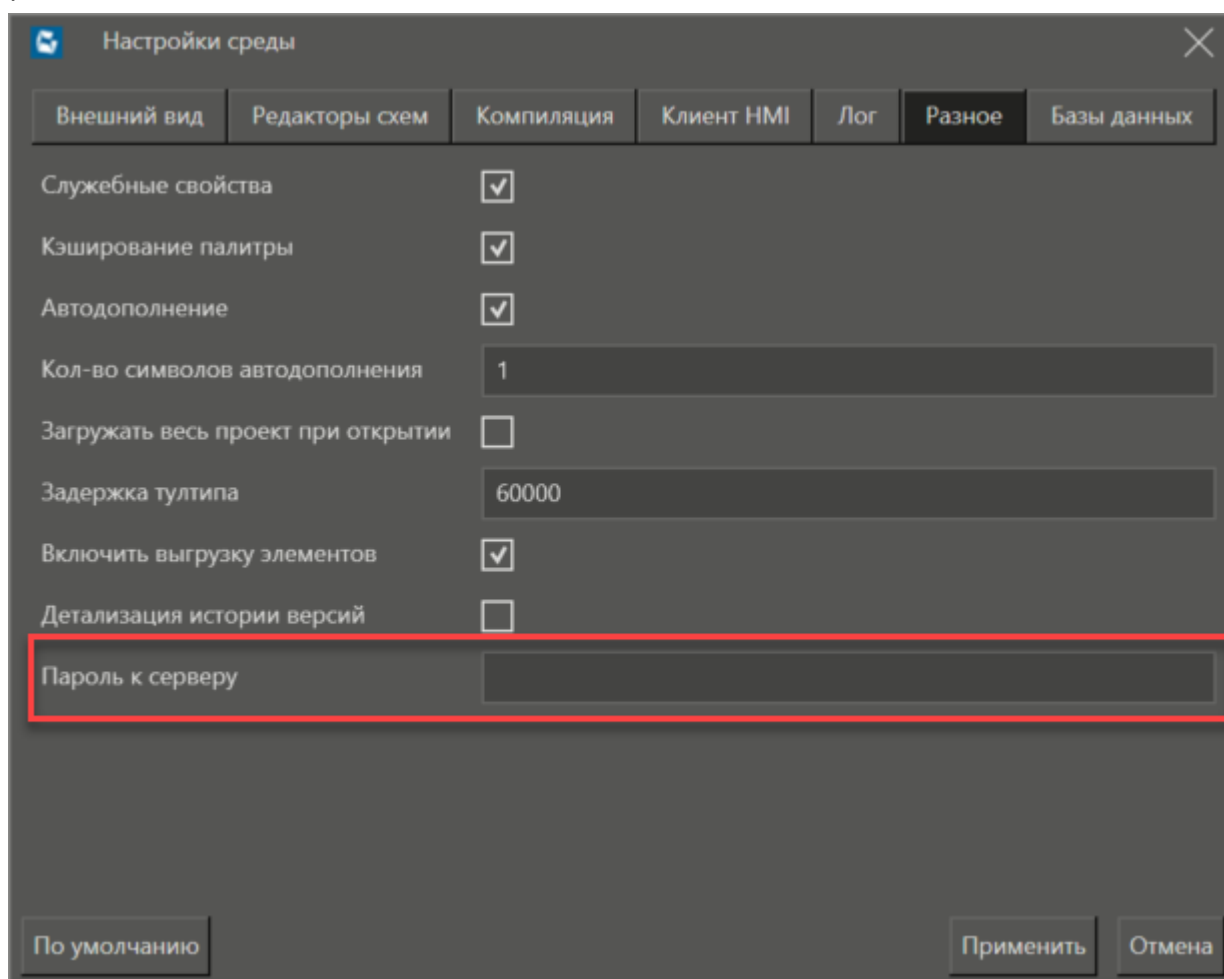 Настройки среды
Внешний вид Редакторы схем Компиляция Клиент HMI Лог Разное Базы данных
Служебные свойства
Кэширование палитры
Автодополнение
Кол-во символов автодополнения 1
Загружать весь проект при открытии
Задержка тултипа 60000
Включить выгрузку элементов
Детализация истории версий
Пароль к серверу
По умолчанию Применить Отмена